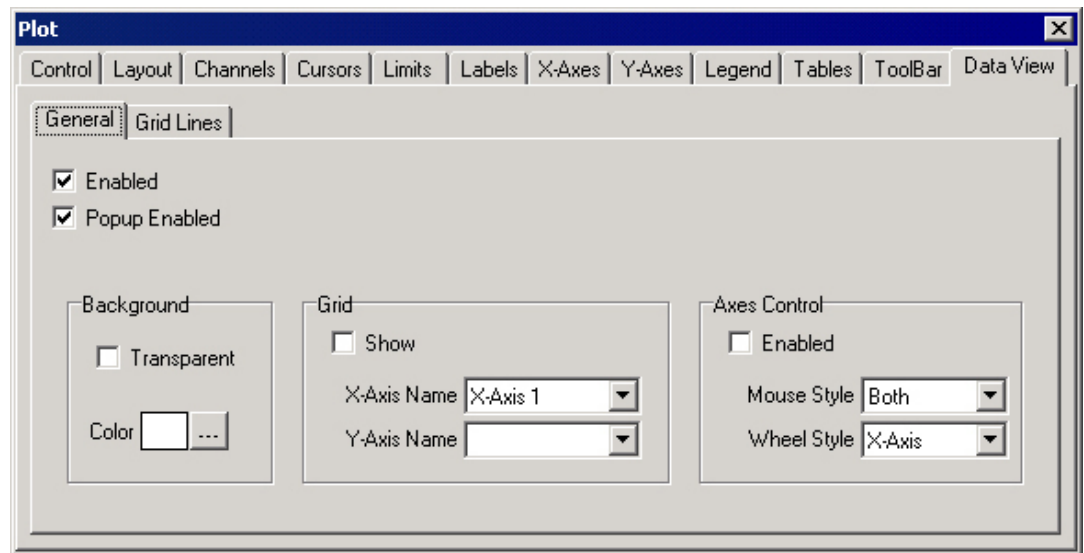 Plot
Control Layout Channels Cursors Limits Labels X-Axes Y-Axes Legend Tables ToolBar Data View
General Grid Lines
Enabled
Popup Enabled
Background
Transparent
Color ...
Grid
Show
X-Axis Name X-Axis 1
Y-Axis Name
Axes Control
Enabled
Mouse Style Both
Wheel Style X-Axis